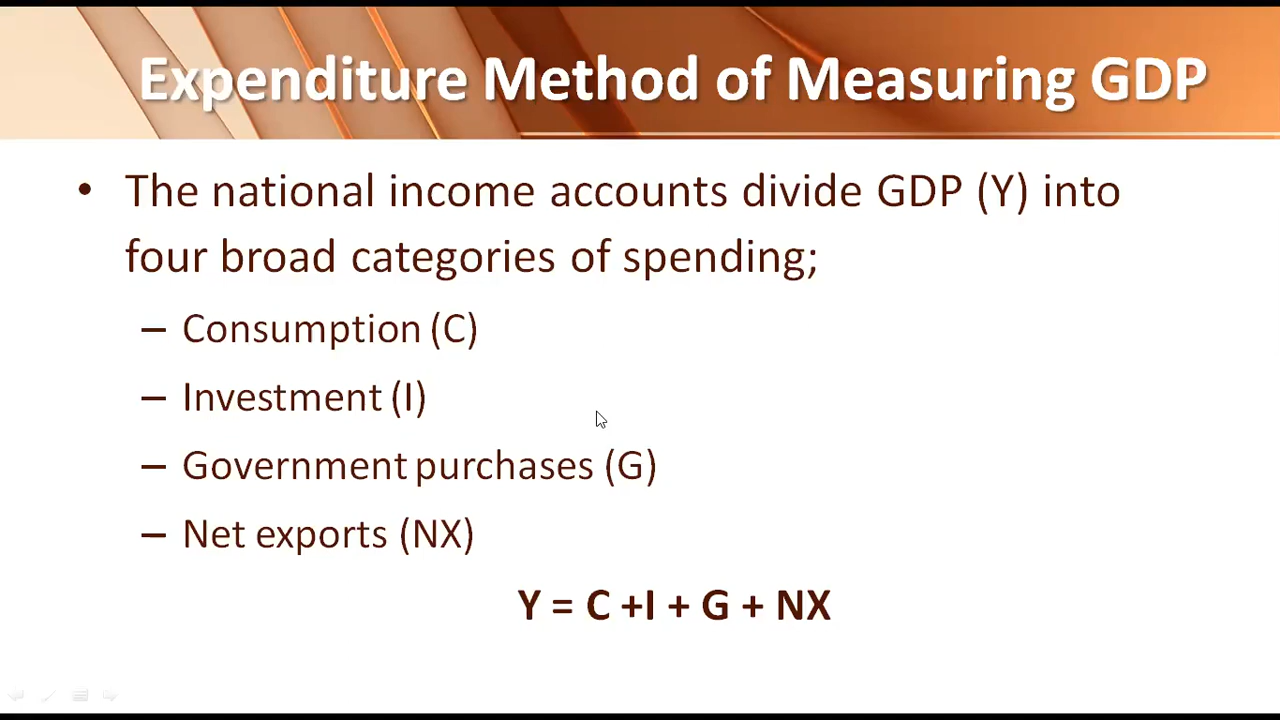 Expenditure Method of Measuring GDP
• The national income accounts divide GDP (Y) into
four broad categories of spending;
– Consumption (C)
– Investment (I)
– Government purchases (G)
– Net exports (NX)
Y = C +I + G + NX